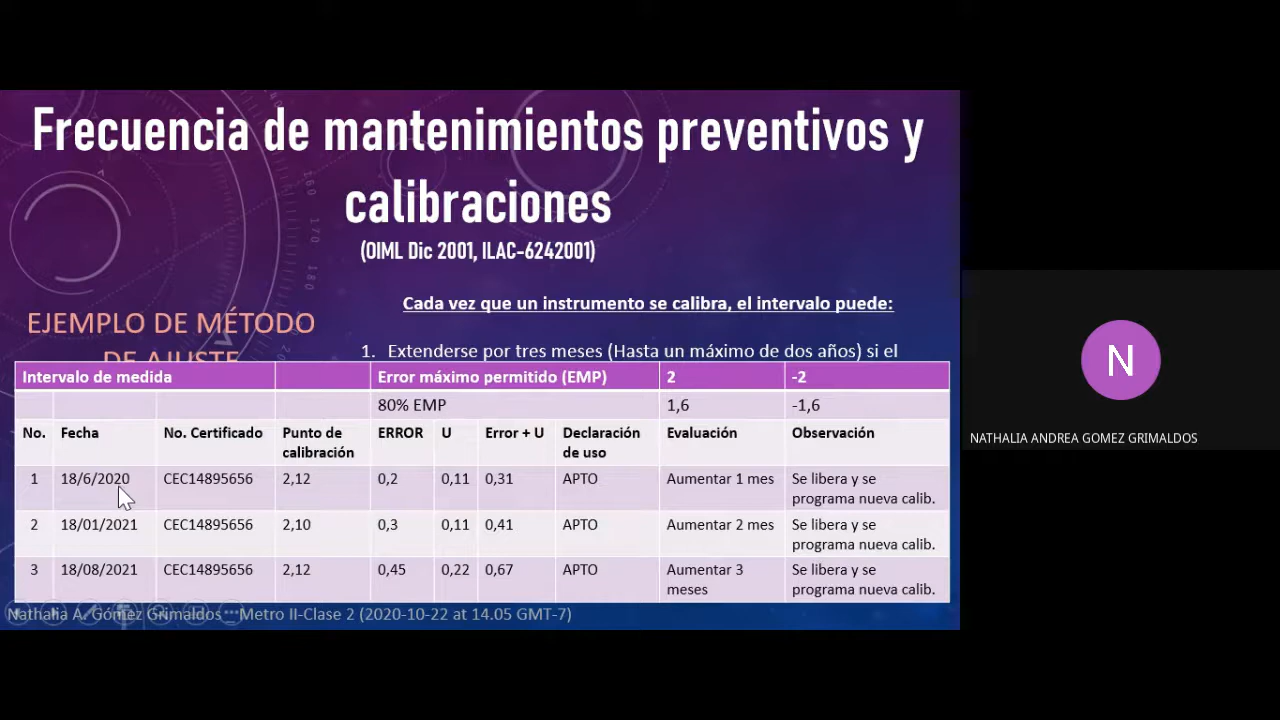 Frecuencia de mantenimientos preventivos y
calibraciones
(OIML Dic 2001, ILAC-6242001)
Cada vez que un instrumento se calibra, el intervalo puede:
EJEMPLO DE MÉTODO
DE AJUSTE
1. Extenderse por tres meses (Hasta un máximo de dos años) si el
Intervalo de medida Error máximo permitido (EMP) 2 -2
80% EMP 1,6 -1,6
No. Fecha No. Certificado Punto de calibración ERROR U Error + U Declaración de uso Evaluación Observación
1 18/6/2020 CEC14895656 2,12 0,2 0,11 0,31 APTO Aumentar 1 mes Se libera y se programa nueva calib.
2 18/01/2021 CEC14895656 2,10 0,3 0,11 0,41 APTO Aumentar 2 mes Se libera y se programa nueva calib.
3 18/08/2021 CEC14895656 2,12 0,45 0,22 0,67 APTO Aumentar 3 meses Se libera y se programa nueva calib.
Nathalia A. Gómez Grimaldos _ Metro II-Clase 2 (2020-10-22 at 14.05 GMT-7)
N
NATHALIA ANDREA GOMEZ GRIMALDOS
160
170
180